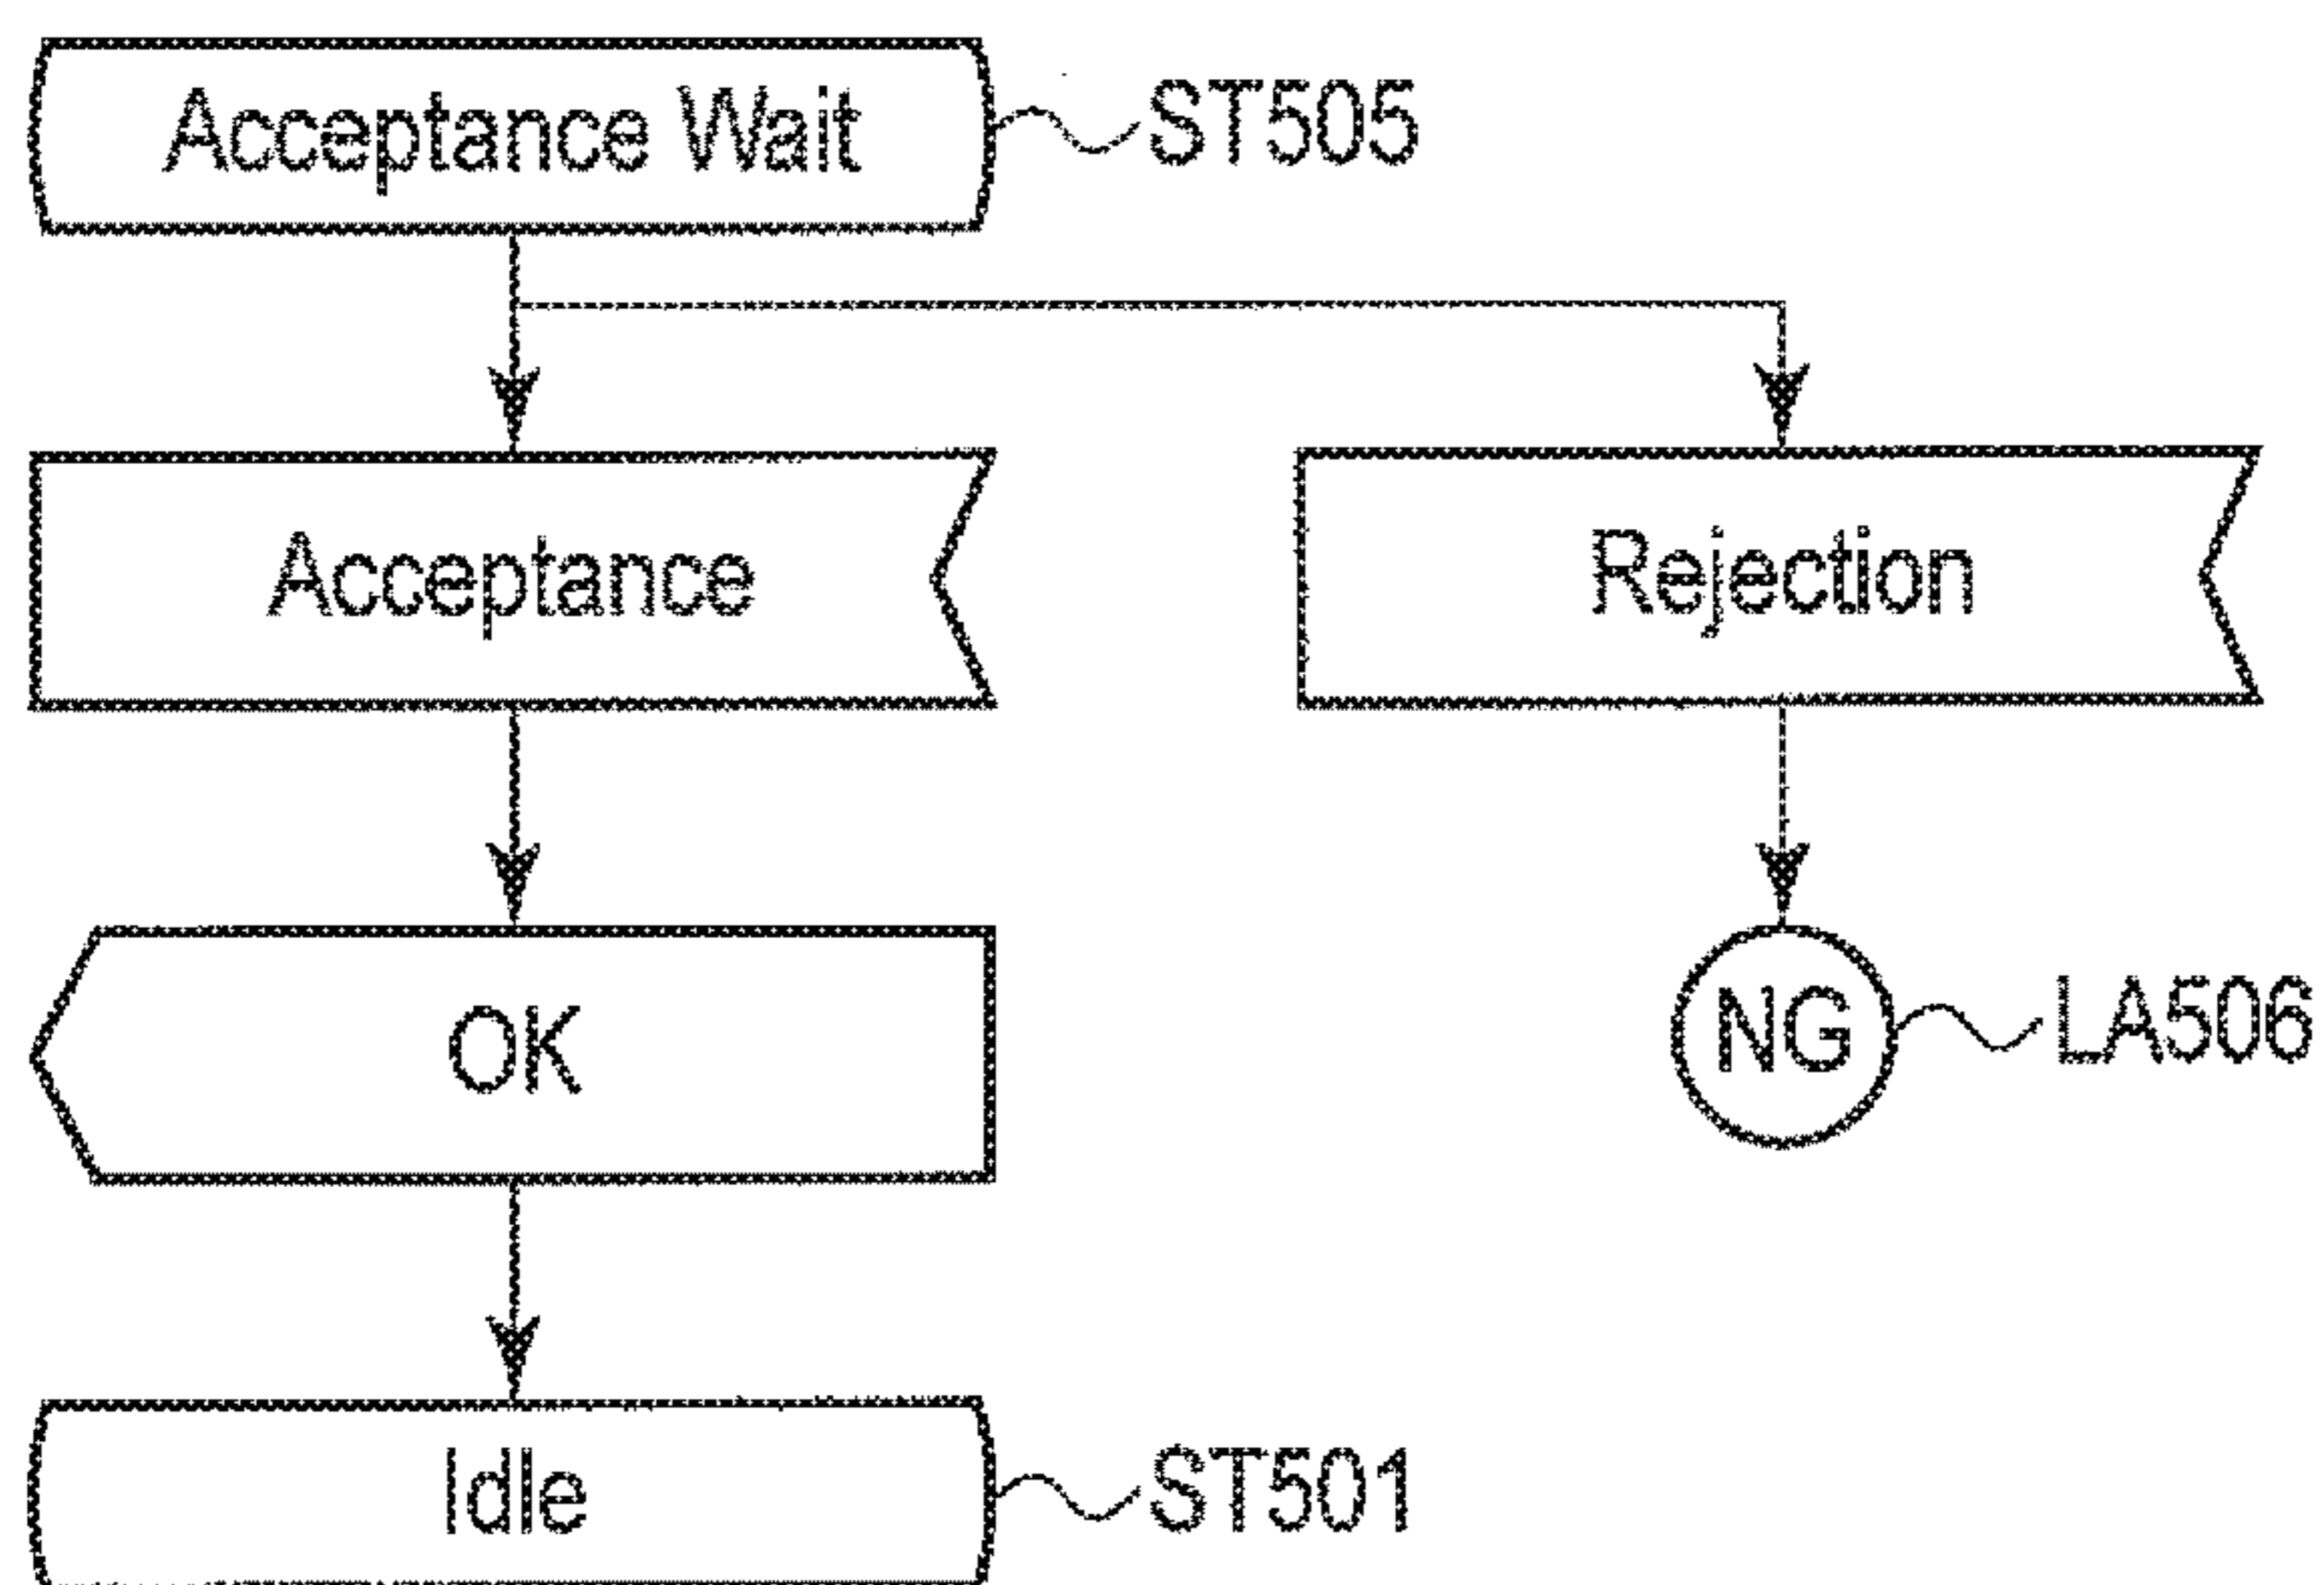 Acceptance Wait
ST505
Acceptance
Rejection
OK
NG
LA506
Idle
ST501